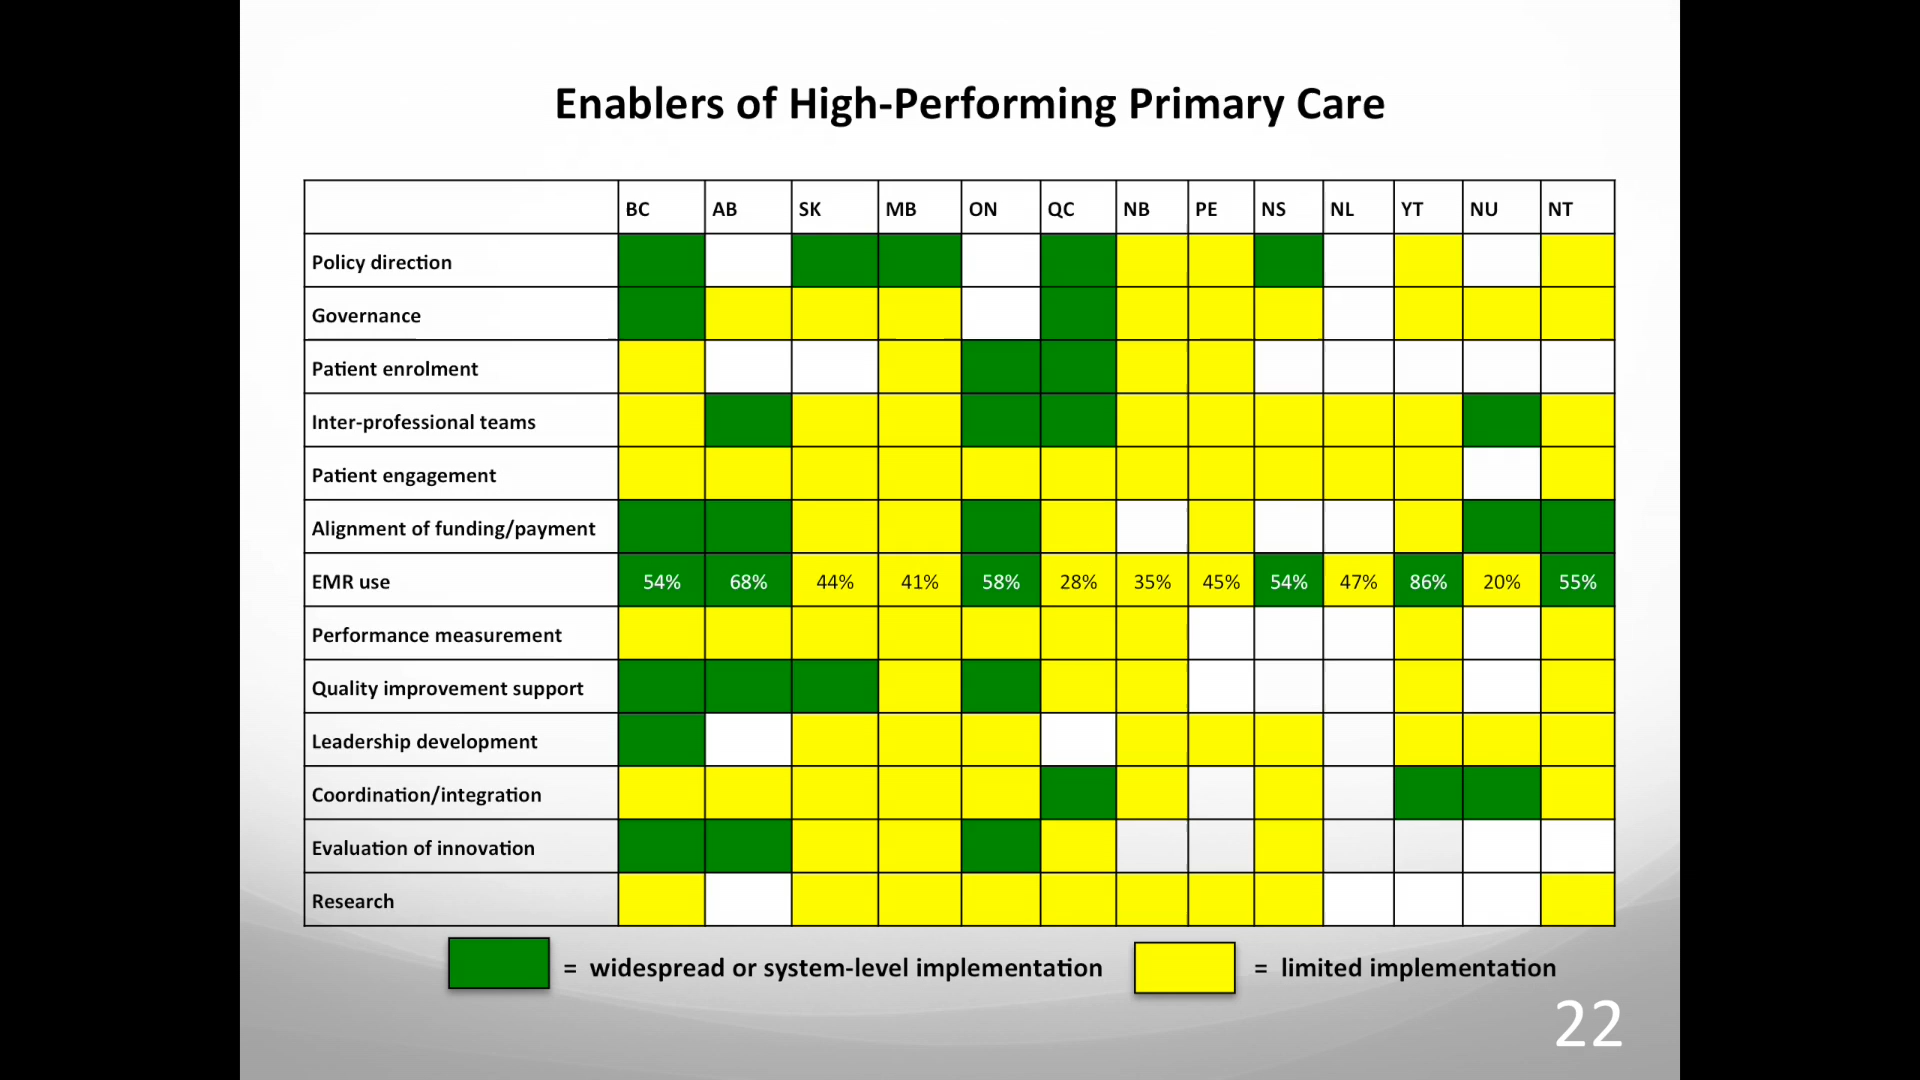 Enablers of High-Performing Primary Care
BC AB SK MB ON QC NB PE NS NL YT NU NT
Policy direction
Governance
Patient enrolment
Inter-professional teams
Patient engagement
Alignment of funding/payment
EMR use 54% 68% 44% 41% 58% 28% 35% 45% 54% 47% 86% 20% 55%
Performance measurement
Quality improvement support
Leadership development
Coordination/integration
Evaluation of innovation
Research
= widespread or system-level implementation = limited implementation
22